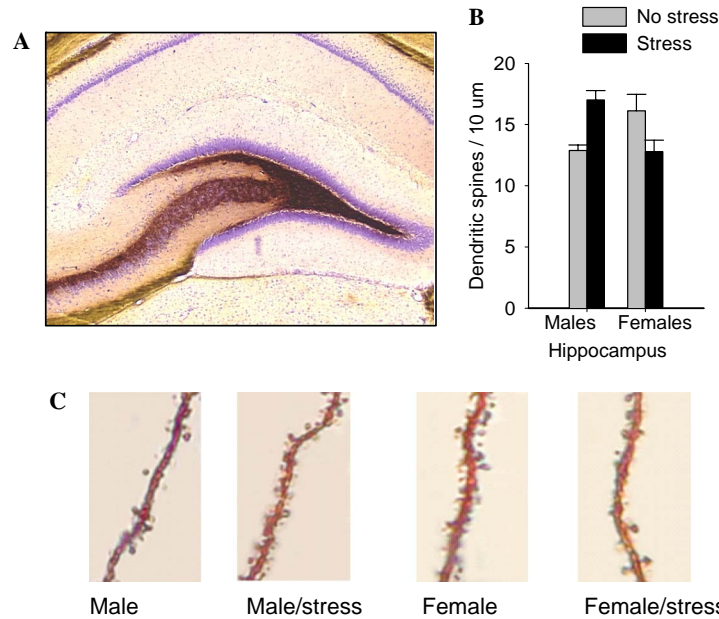 A
B
No stress
Stress
20
15
10
5
0
Dendritic spines / 10 um
Males Females
Hippocampus
C
Male Male/stress Female Female/stress